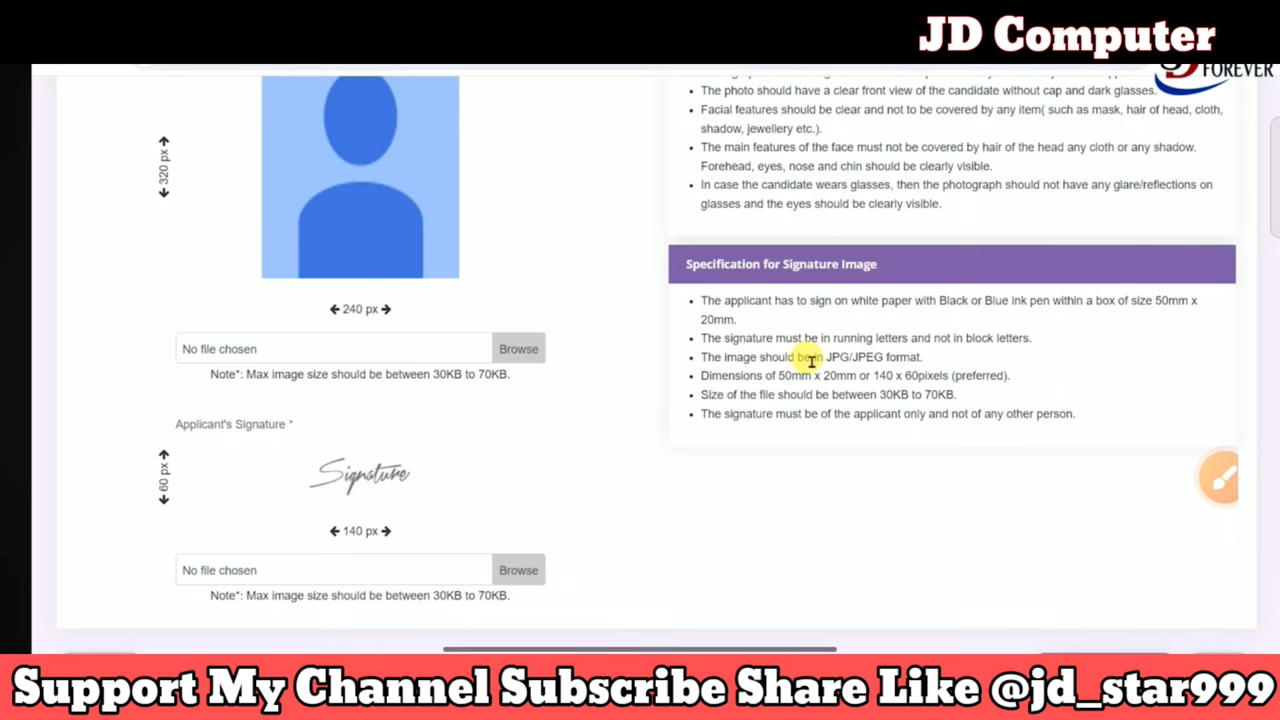 JD Computer
FOREVER
The photo should have a clear front view of the candidate without cap and dark glasses.
Facial features should be clear and not to be covered by any item( such as mask, hair of head, cloth,
shadow, jewellery etc.).
The main features of the face must not be covered by hair of the head any cloth or any shadow.
Forehead, eyes, nose and chin should be clearly visible.
In case the candidate wears glasses, then the photograph should not have any glare/reflections on
glasses and the eyes should be clearly visible.
320 px
240 px
No file chosen
Browse
Note*: Max image size should be between 30KB to 70KB.
Specification for Signature Image
The applicant has to sign on white paper with Black or Blue ink pen within a box of size 50mm x
20mm.
The signature must be in running letters and not in block letters.
The image should be in JPG/JPEG format.
Dimensions of 50mm x 20mm or 140 x 60pixels (preferred).
Size of the file should be between 30KB to 70KB.
The signature must be of the applicant only and not of any other person.
Applicant's Signature *
60 px
Signature
140 px
No file chosen
Browse
Note*: Max image size should be between 30KB to 70KB.
Support My Channel Subscribe Share Like @jd_star999